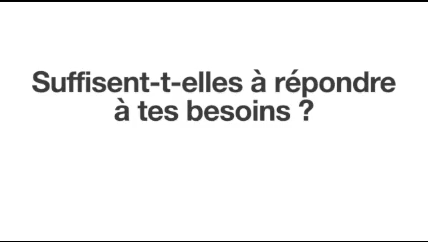 Suffisent-t-elles à répondre
à tes besoins ?